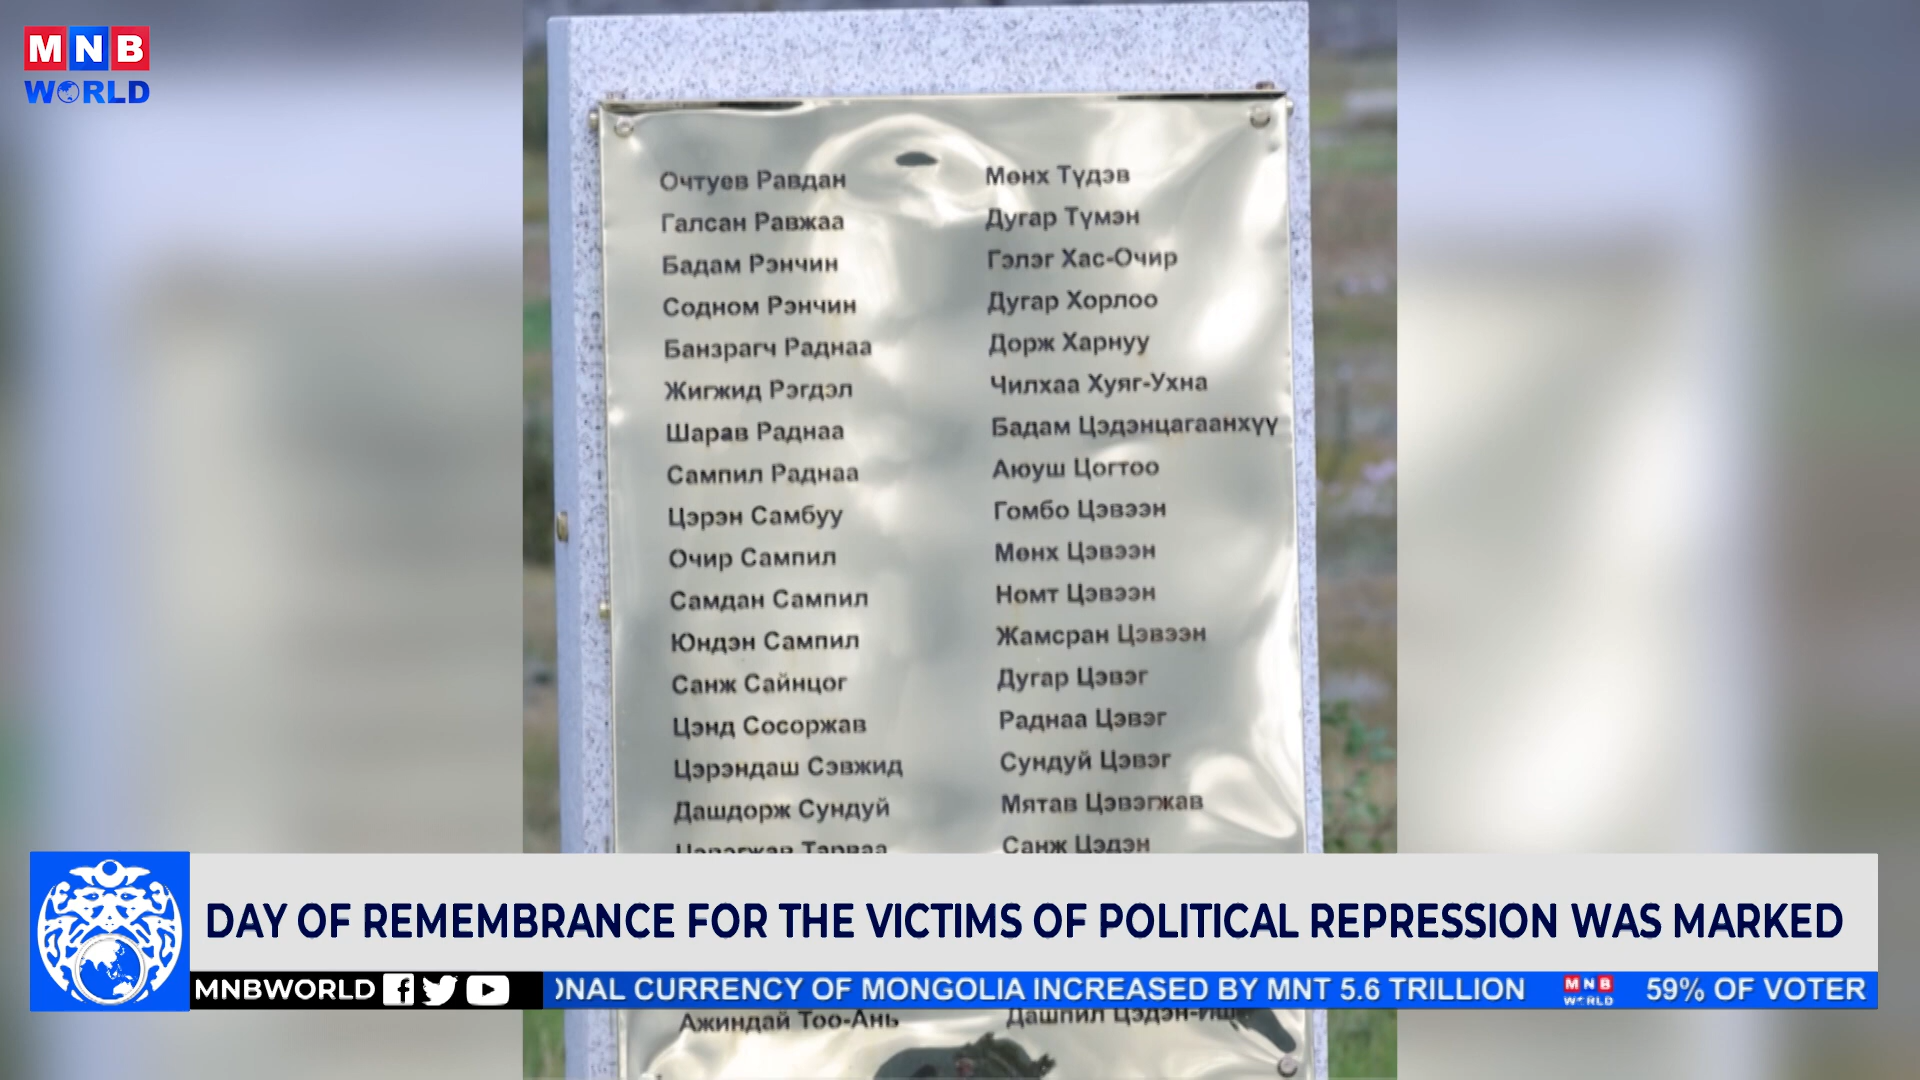 MNB
WORLD
Очтуев Равдан
Галсан Равжаа
Бадам Рэнчин
Содном Рэнчин
Банзрагч Раднаа
Жигжид Рэгдэл
Шарав Раднаа
Сампил Раднаа
Цэрэн Самбуу
Очир Сампил
Самдан Сампил
Юндэн Сампил
Санж Сайнцог
Цэнд Сосоржав
Цэрэндаш Сэвжид
Дашдорж Сундуй
Тарваа
Ажиндай Тоо-Ань
Мөнх Түдэв
Дугар Түмэн
Гэлэг Хас-Очир
Дугар Хорлоо
Дорж Харнуу
Чилхаа Хуяг-Ухна
Бадам Цэдэнцагаанхүү
Аюуш Цогтоо
Гомбо Цэвээн
Мөнх Цэвээн
Номт Цэвээн
Жамсран Цэвээн
Дугар Цэвэг
Раднаа Цэвэг
Сундуй Цэвэг
Мятав Цэвэгжав
Санж Цэдэн
Дашпил
DAY OF REMEMBRANCE FOR THE VICTIMS OF POLITICAL REPRESSION WAS MARKED
MNBWORLD
CURRENCY OF MONGOLIA INCREASED BY MNT 5.6 TRILLION MNB WORLD 59% OF VOTER